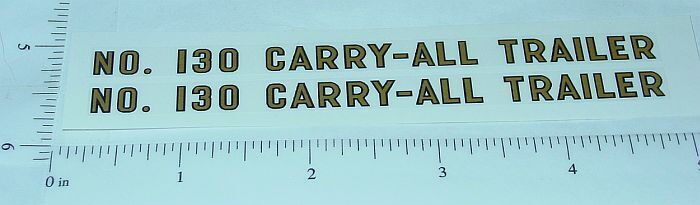 NO. 130 CARRY-ALL TRAILER
NO. 130 CARRY-ALL TRAILER
5
6
0 in 1 2 3 4